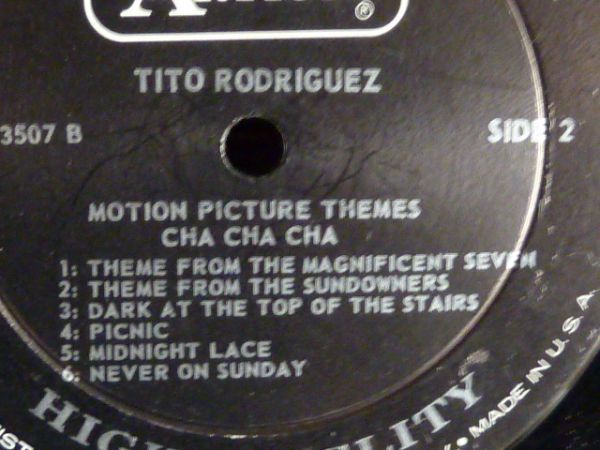 ®
TITO RODRIGUEZ
3507 B
SIDE 2
MOTION PICTURE THEMES
CHA CHA CHA
1: THEME FROM THE MAGNIFICENT SEVEN
2: THEME FROM THE SUNDOWNERS
3: DARK AT THE TOP OF THE STAIRS
4: PICNIC
5: MIDNIGHT LACE
6: NEVER ON SUNDAY
• MADE IN U.S.A.